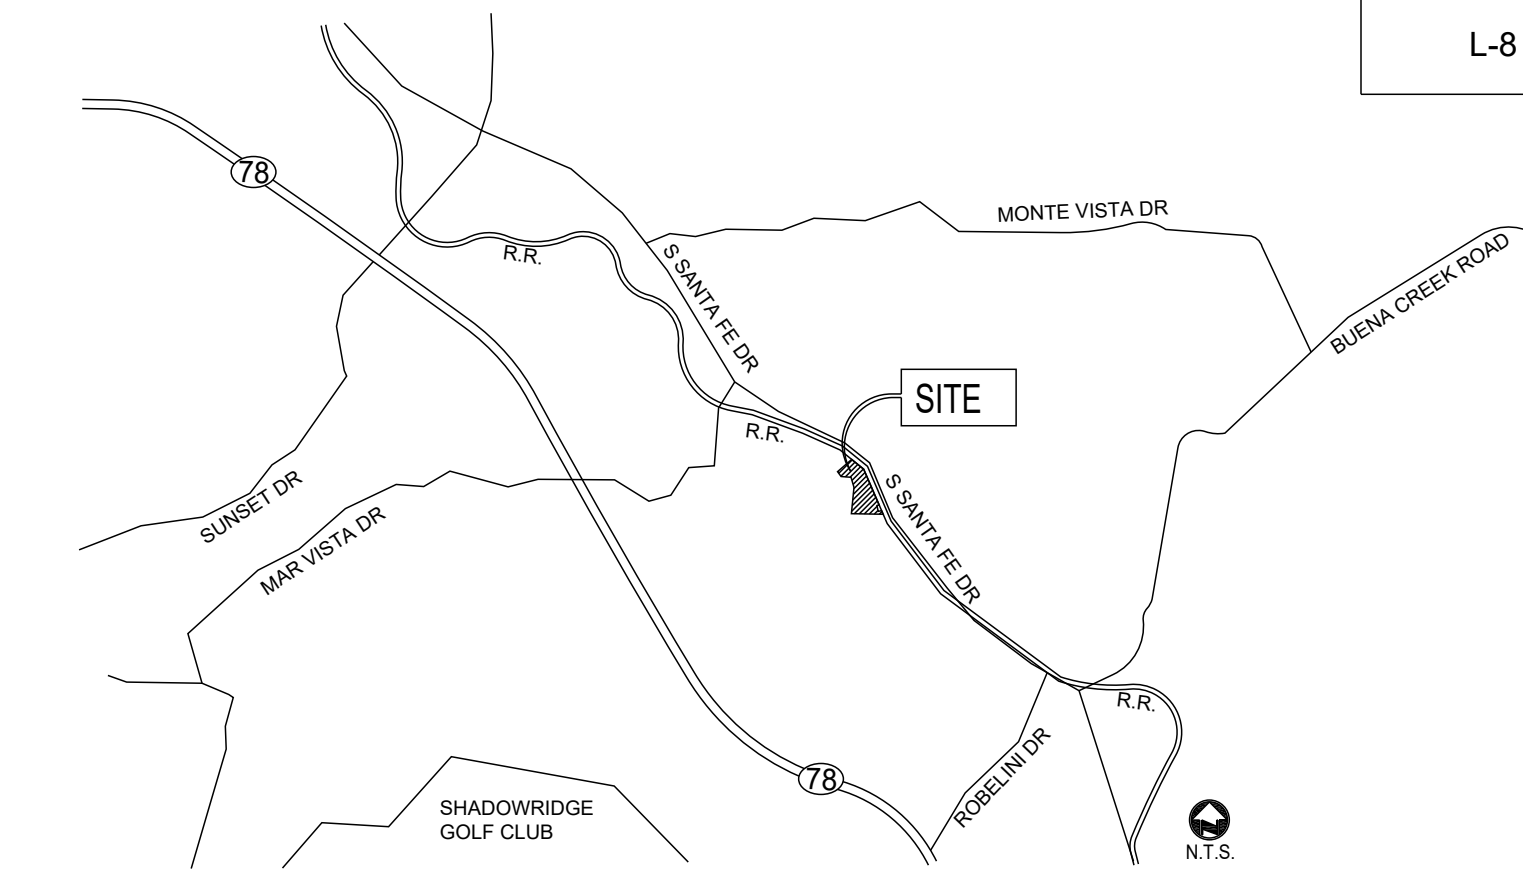 L-8
78
MONTE VISTA DR
R.R.
S SANTA FE DR
BUENA CREEK ROAD
SITE
R.R.
SUNSET DR
MAR VISTA DR
S SANTA FE DR
R.R.
ROBELINI DR
78
SHADOWRIDGE
GOLF CLUB
N
N.T.S.